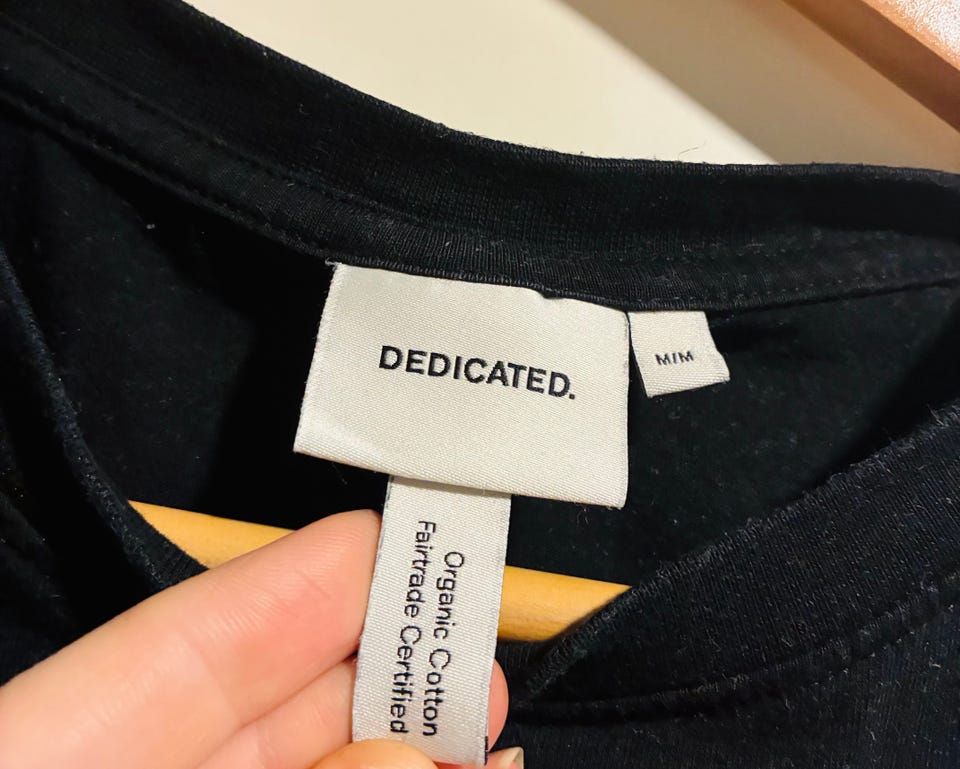 DEDICATED.
M/M
Organic Cotton
Fairtrade Certified